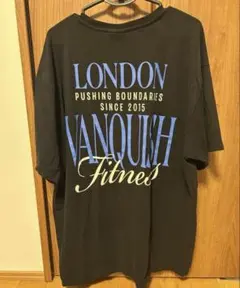 LONDON
PUSHING BOUNDARIES
SINCE 2015
VANQUISH
Fitness